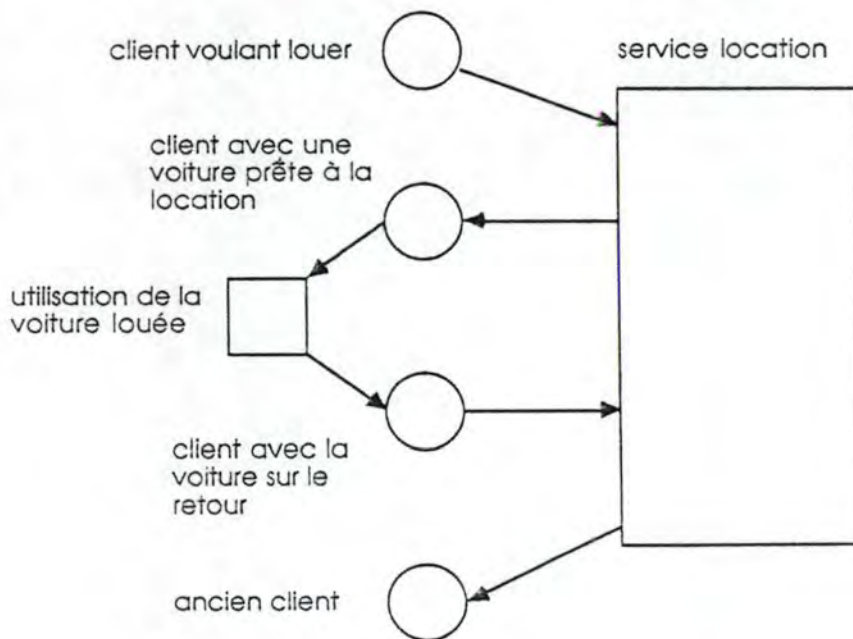 client voulant louer
service location
client avec une
voiture prête à la
location
utilisation de la
voiture louée
client avec la
voiture sur le
retour
ancien client